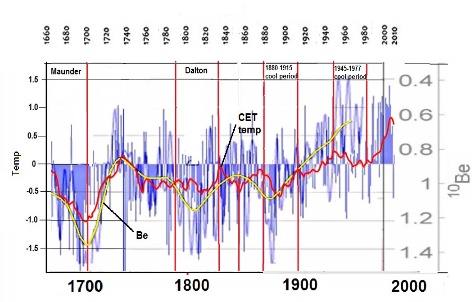 1660 1680 1700 1720 1740 1760 1780 1800 1820 1840 1860 1880 1900 1920 1940 1960 1980 2000 2010
Maunder
Dalton
1880 1915
cool period
1945-1977
cool period
1.5
1.0
0.5
0
-0.5
-1.0
-1.5
Temp
CET
temp
Be
0.4
0.6
0.8
1
1.2
1.4
10Be
1700 1800 1900 2000